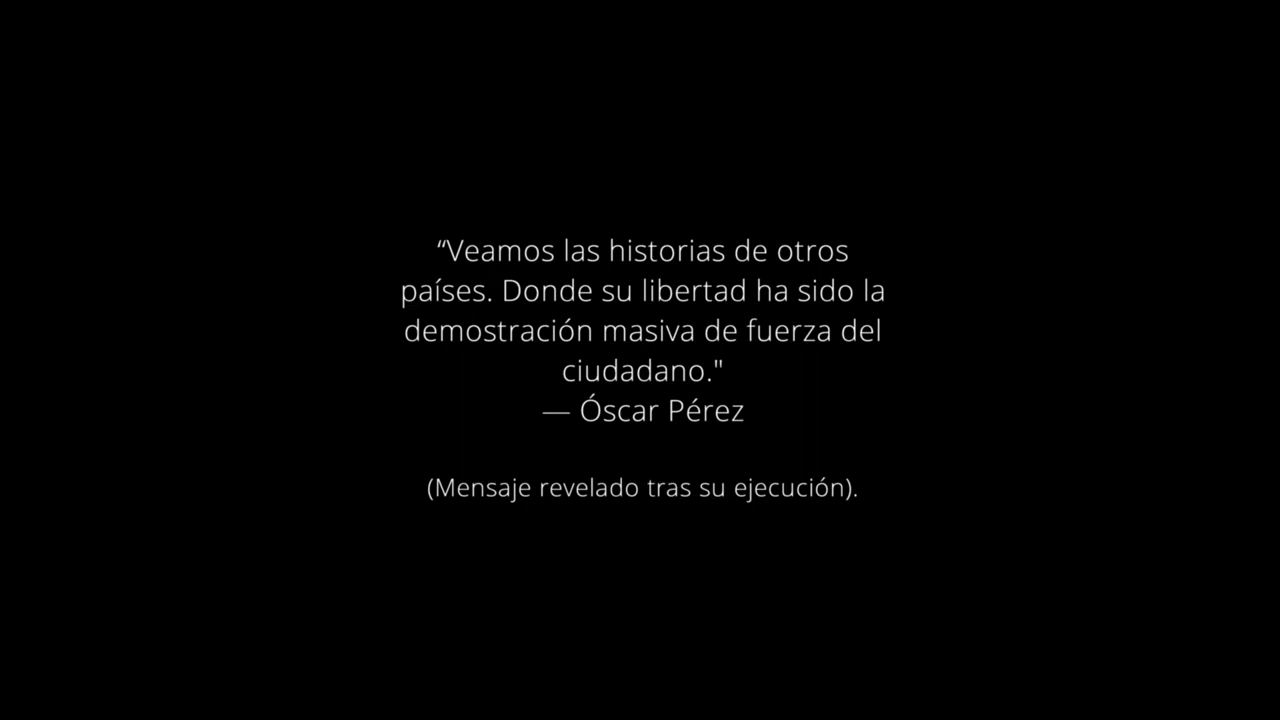 “Veamos las historias de otros
países. Donde su libertad ha sido la
demostración masiva de fuerza del
ciudadano."
— Óscar Pérez
(Mensaje revelado tras su ejecución).